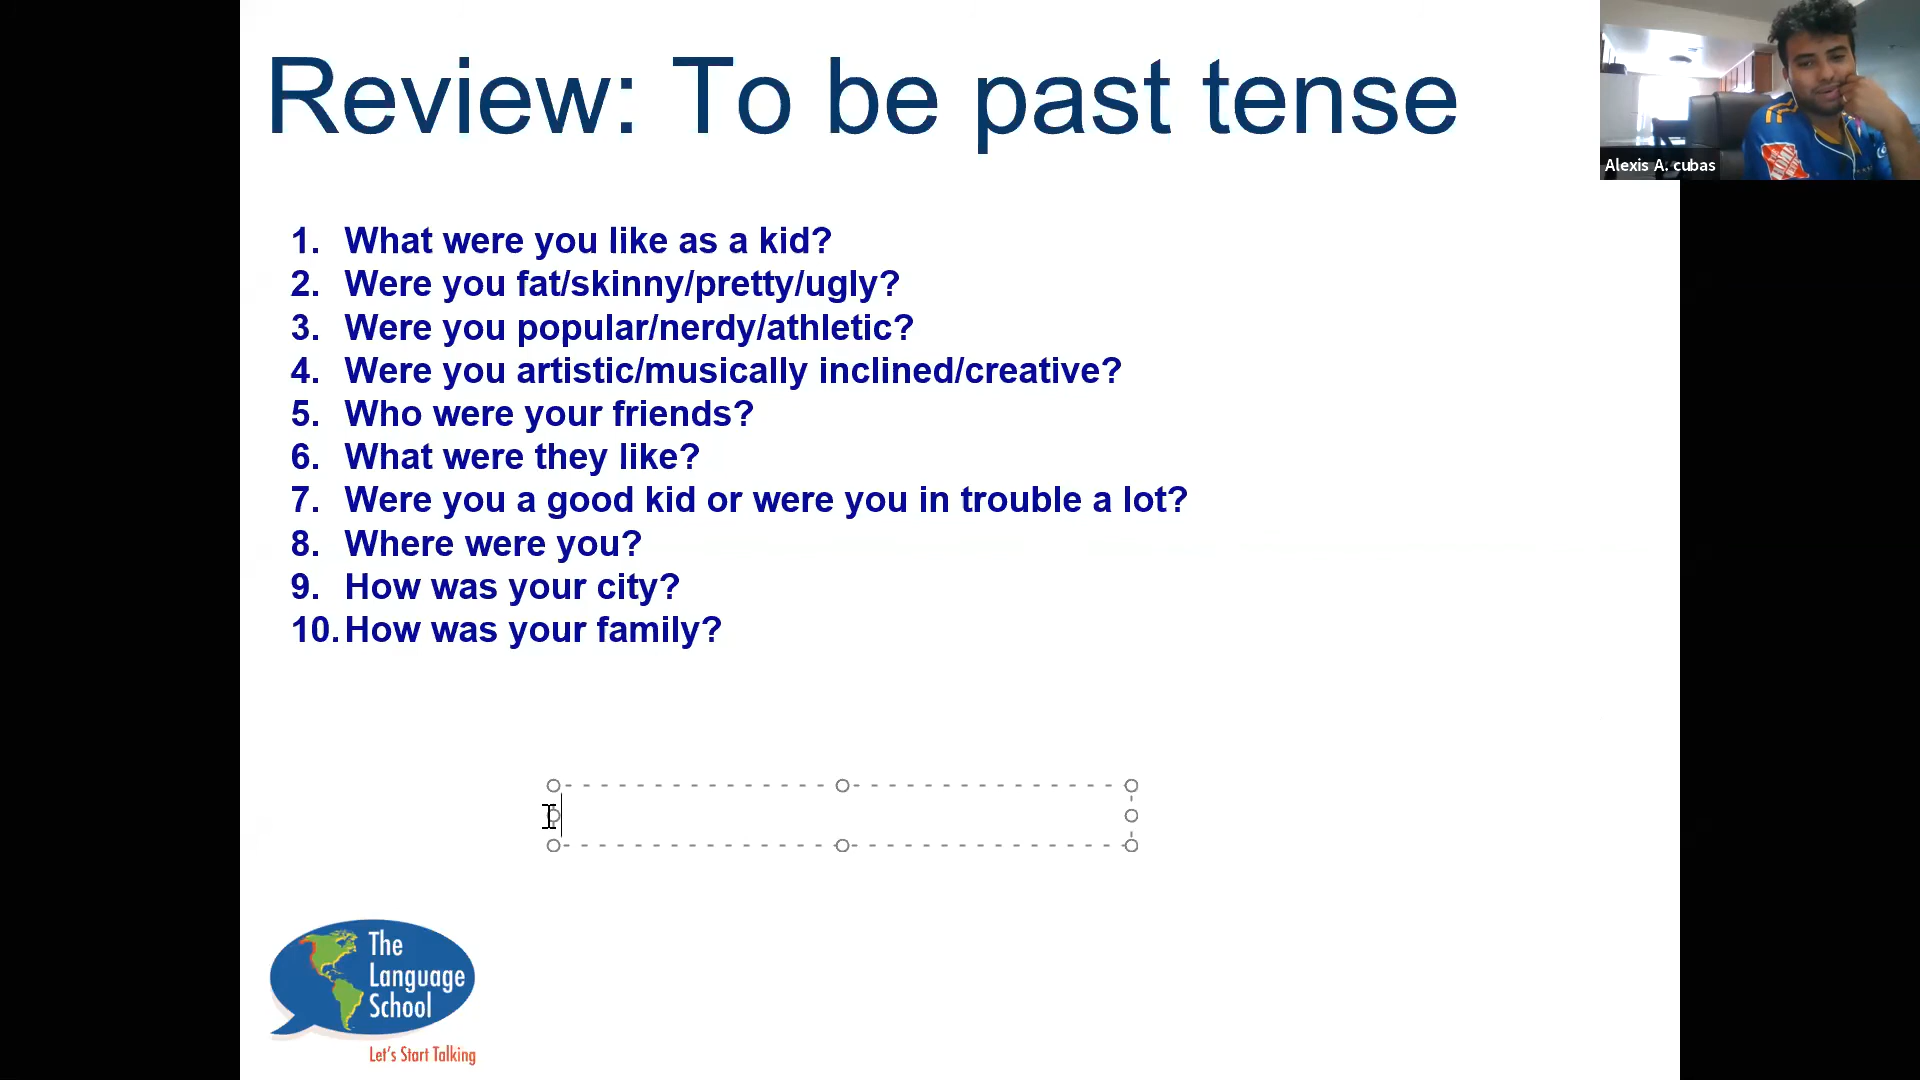 Review: To be past tense
Alexis A. cubas
1. What were you like as a kid?
2. Were you fat/skinny/pretty/ugly?
3. Were you popular/nerdy/athletic?
4. Were you artistic/musically inclined/creative?
5. Who were your friends?
6. What were they like?
7. Were you a good kid or were you in trouble a lot?
8. Where were you?
9. How was your city?
10. How was your family?
The
Language
School
Let's Start Talking